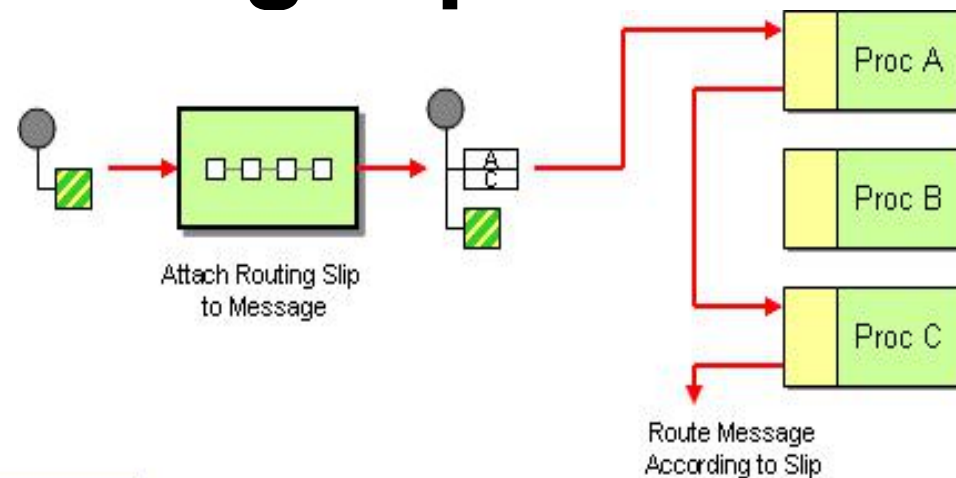 A
C
Proc A
Proc B
Proc C
Attach Routing Slip
to Message
Route Message
According to Slip